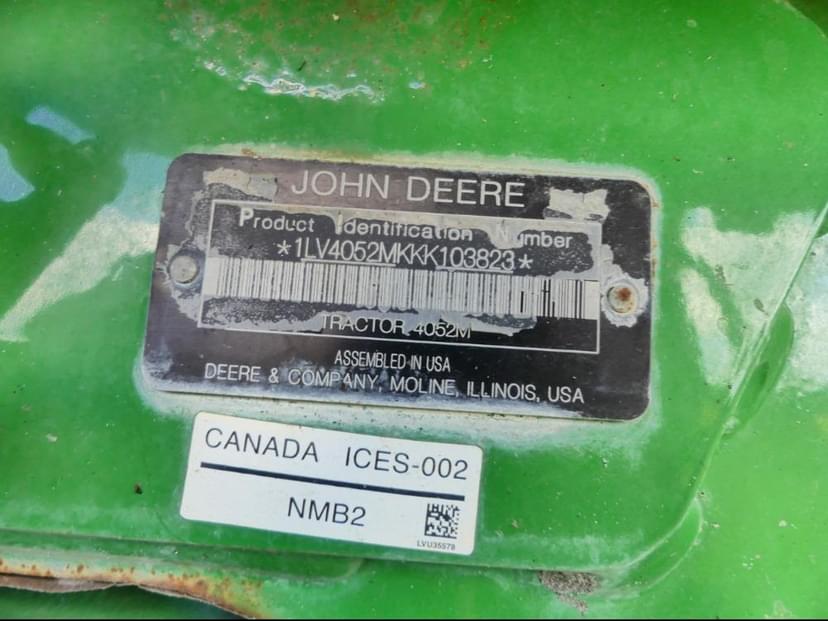 JOHN DEERE
Product Identification Number
*1LV4052MKKK103823*
TRACTOR 4052M
ASSEMBLED IN USA
DEERE & COMPANY, MOLINE, ILLINOIS, USA
CANADA ICES-002
NMB2
LVU35578